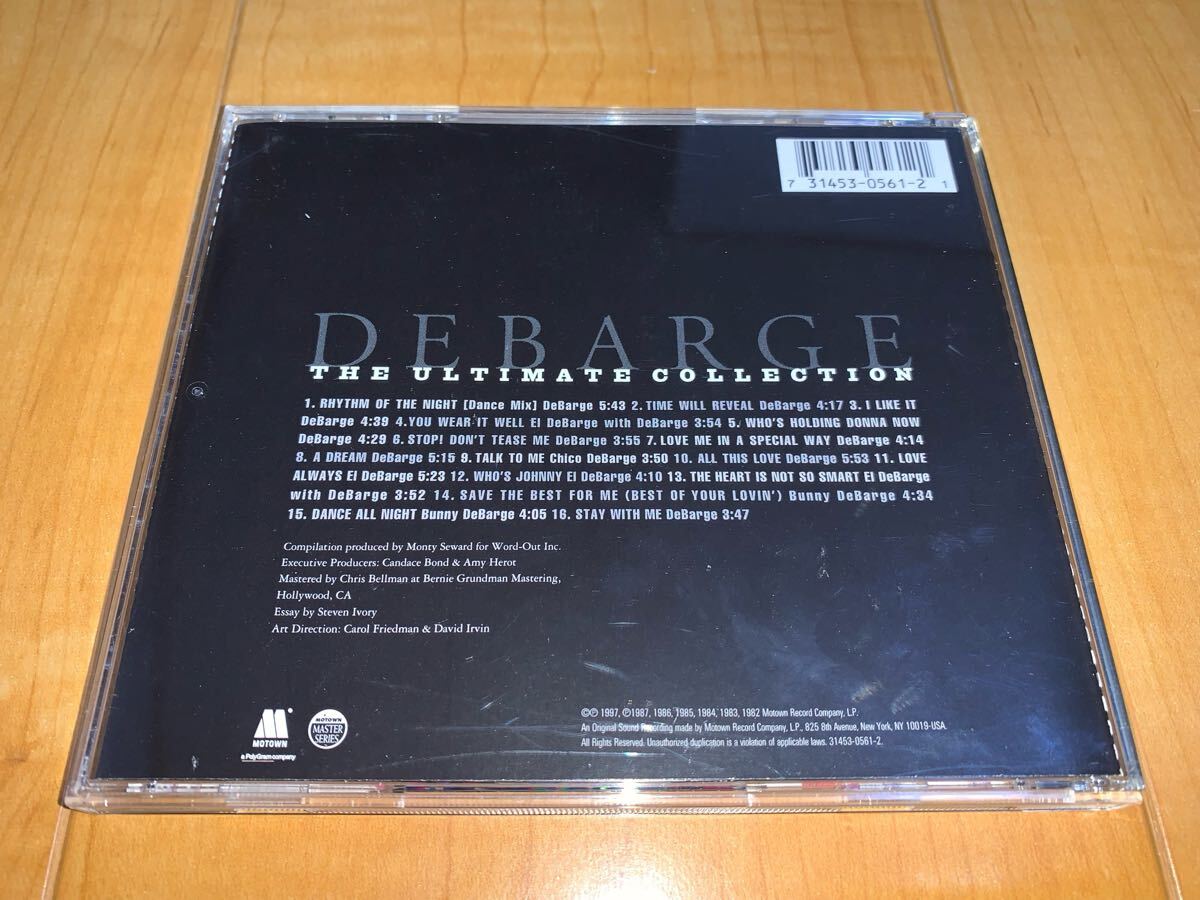 7 31453-0561-2 1
DEBARGE
THE ULTIMATE COLLECTION
1. RHYTHM OF THE NIGHT [Dance Mix] DeBarge 5:43 2. TIME WILL REVEAL DeBarge 4:17 3. I LIKE IT
DeBarge 4:39 4.YOU WEAR IT WELL El DeBarge with DeBarge 3:54 5. WHO'S HOLDING DONNA NOW
DeBarge 4:29 6. STOP! DON'T TEASE ME DeBarge 3:55 7. LOVE ME IN A SPECIAL WAY DeBarge 4:14
8. A DREAM DeBarge 5:15 9. TALK TO ME Chico DeBarge 3:50 10. ALL THIS LOVE DeBarge 5:53 11. LOVE
ALWAYS El DeBarge 5:23 12. WHO'S JOHNNY El DeBarge 4:10 13. THE HEART IS NOT SO SMART El DeBarge
with DeBarge 3:52 14. SAVE THE BEST FOR ME (BEST OF YOUR LOVIN') Bunny DeBarge 4:34
15. DANCE ALL NIGHT Bunny DeBarge 4:05 16. STAY WITH ME DeBarge 3:47
Compilation produced by Monty Seward for Word-Out Inc.
Executive Producers: Candace Bond & Amy Herot
Mastered by Chris Bellman at Bernie Grundman Mastering,
Hollywood, CA
Essay by Steven Ivory
Art Direction: Carol Friedman & David Irvin
M
MOTOWN
a PolyGram company
MOTOWN
MASTER
SERIES
©℗ 1997, ℗1987, 1986, 1985, 1984, 1983, 1982 Motown Record Company, L.P.
An Original Sound Recording made by Motown Record Company, L.P., 825 8th Avenue, New York, NY 10019-USA.
All Rights Reserved. Unauthorized duplication is a violation of applicable laws. 31453-0561-2.